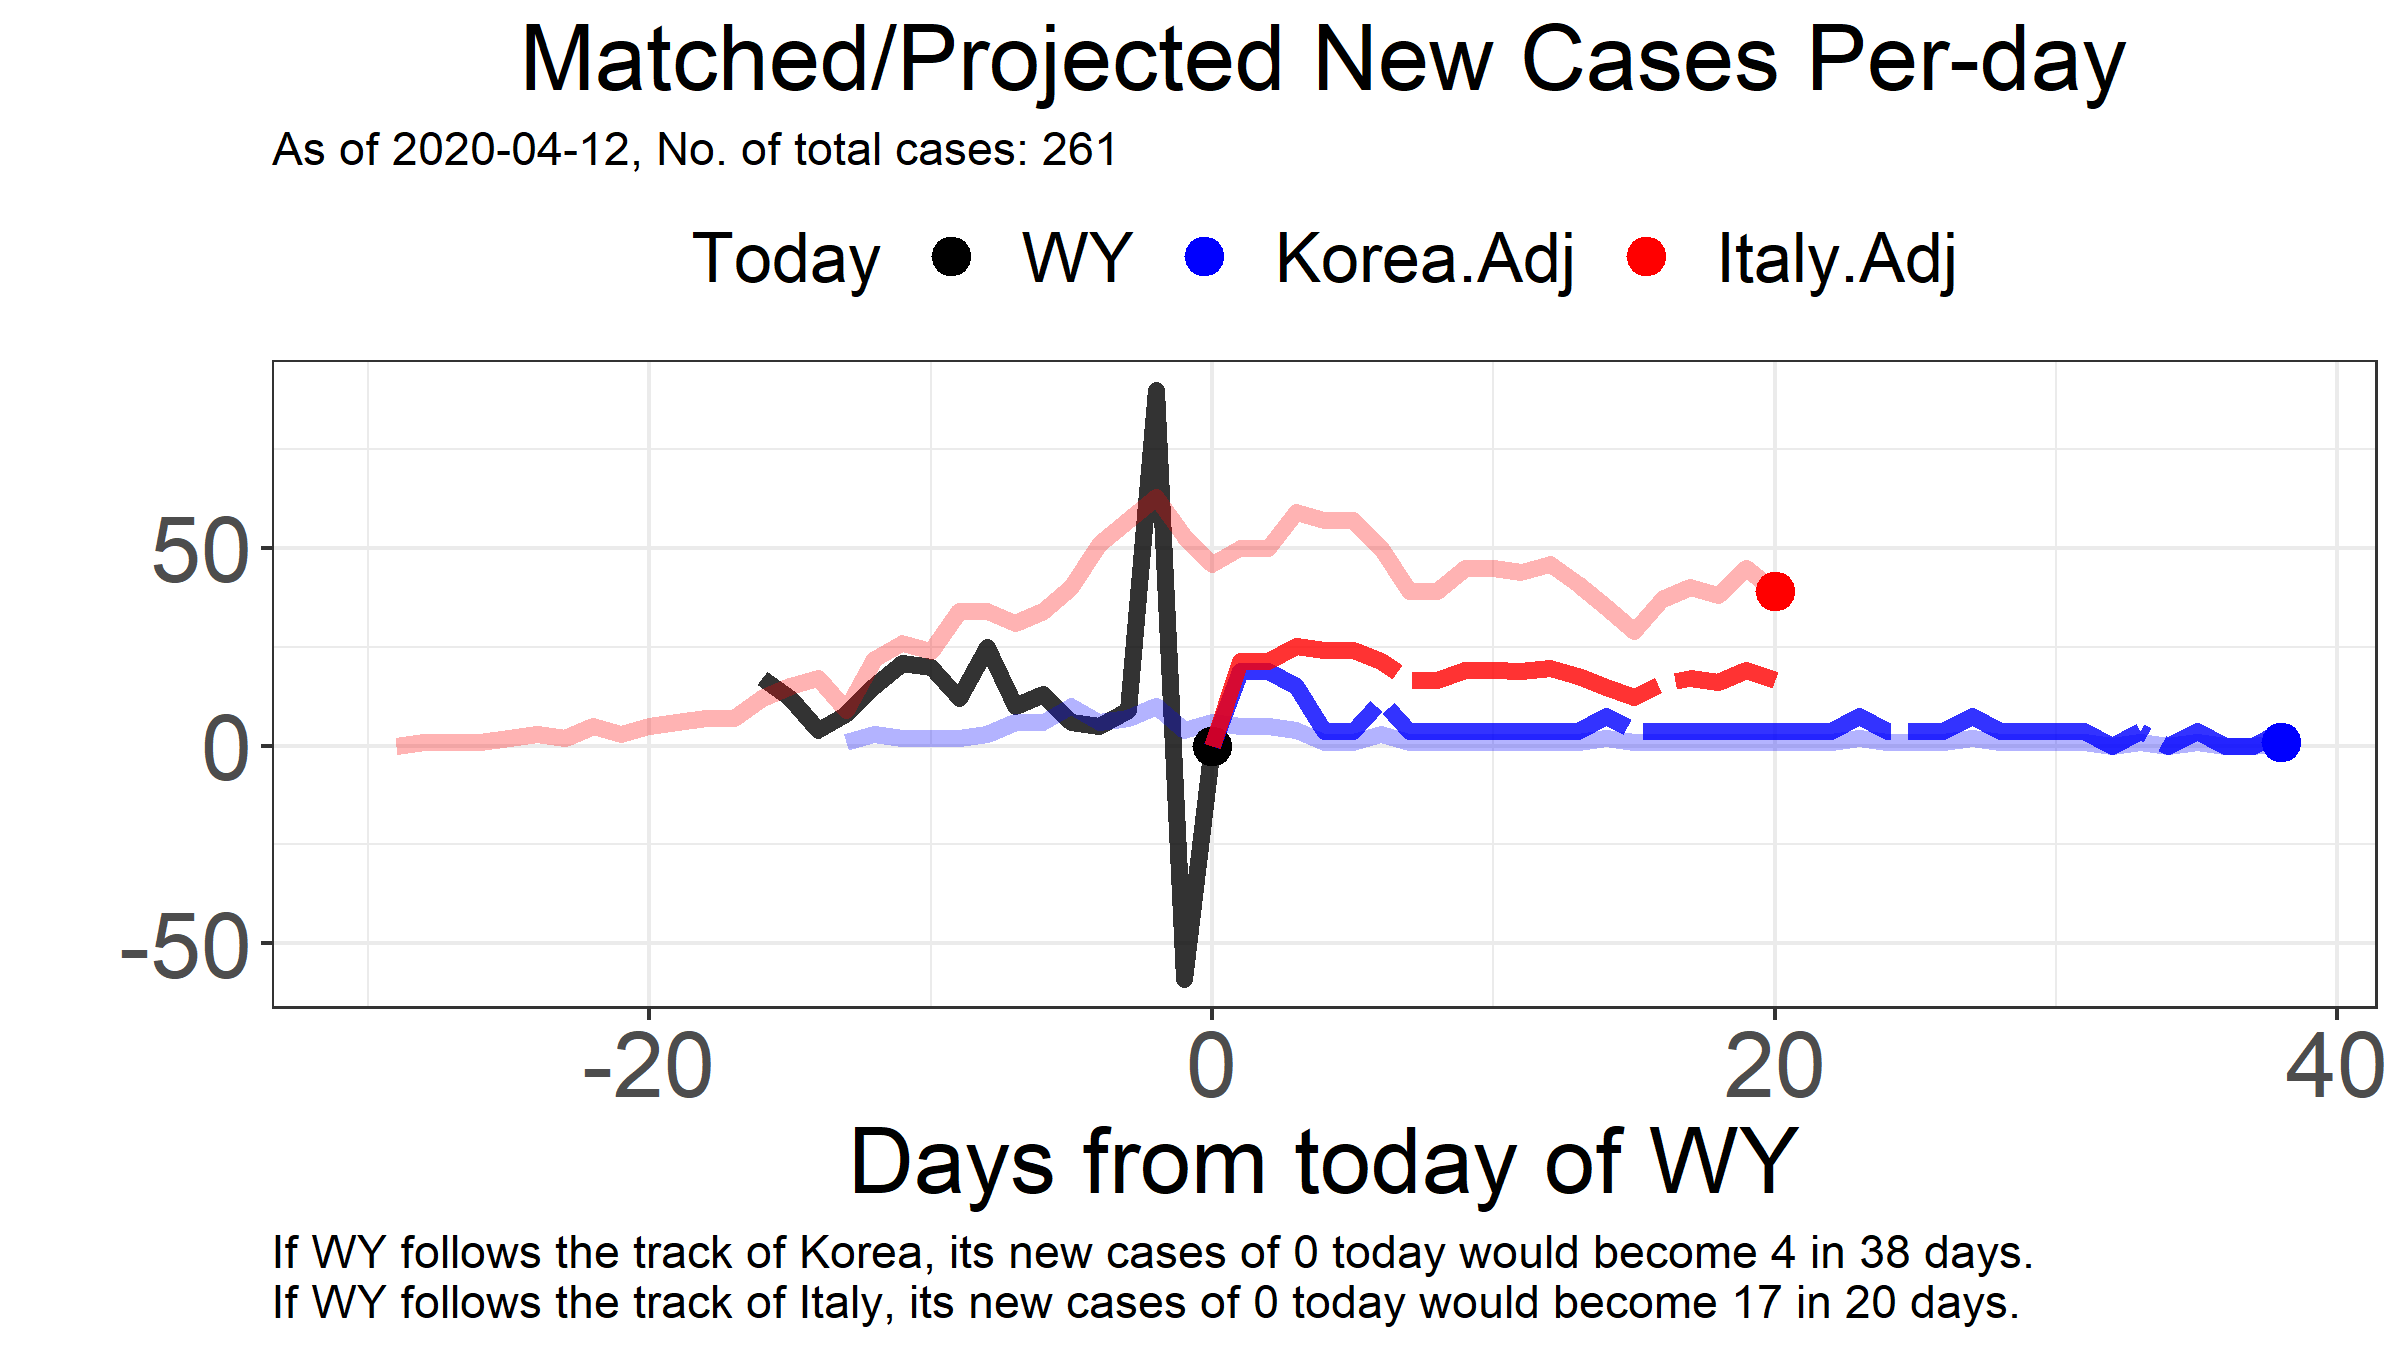 Matched/Projected New Cases Per-day
As of 2020-04-12, No. of total cases: 261
Today WY Korea.Adj Italy.Adj
50
0
-50
-20 0 20 40
Days from today of WY
If WY follows the track of Korea, its new cases of 0 today would become 4 in 38 days.
If WY follows the track of Italy, its new cases of 0 today would become 17 in 20 days.